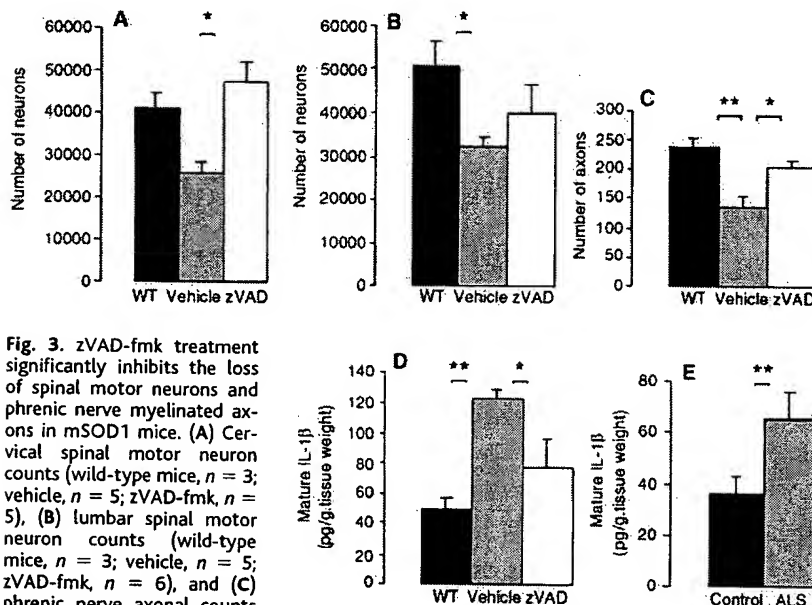 A
*
60000
50000
40000
30000
20000
10000
0
Number of neurons
WT Vehicle zVAD
B
*
60000
50000
40000
30000
20000
10000
0
Number of neurons
WT Vehicle zVAD
C
** *
300
250
200
150
100
50
0
Number of axons
WT Vehicle zVAD
Fig. 3. zVAD-fmk treatment
significantly inhibits the loss
of spinal motor neurons and
phrenic nerve myelinated ax-
ons in mSOD1 mice. (A) Cer-
vical spinal motor neuron
counts (wild-type mice, n = 3;
vehicle, n = 5; zVAD-fmk, n =
5), (B) lumbar spinal motor
neuron counts (wild-type
mice, n = 3; vehicle, n = 5;
zVAD-fmk, n = 6), and (C)
phrenic nerve axonal counts
D
** *
140
120
100
80
60
40
20
0
Mature IL-1β
(pg/g.tissue weight)
WT Vehicle zVAD
E
**
80
60
40
20
0
Mature IL-1β
(pg/g.tissue weight)
Control ALS